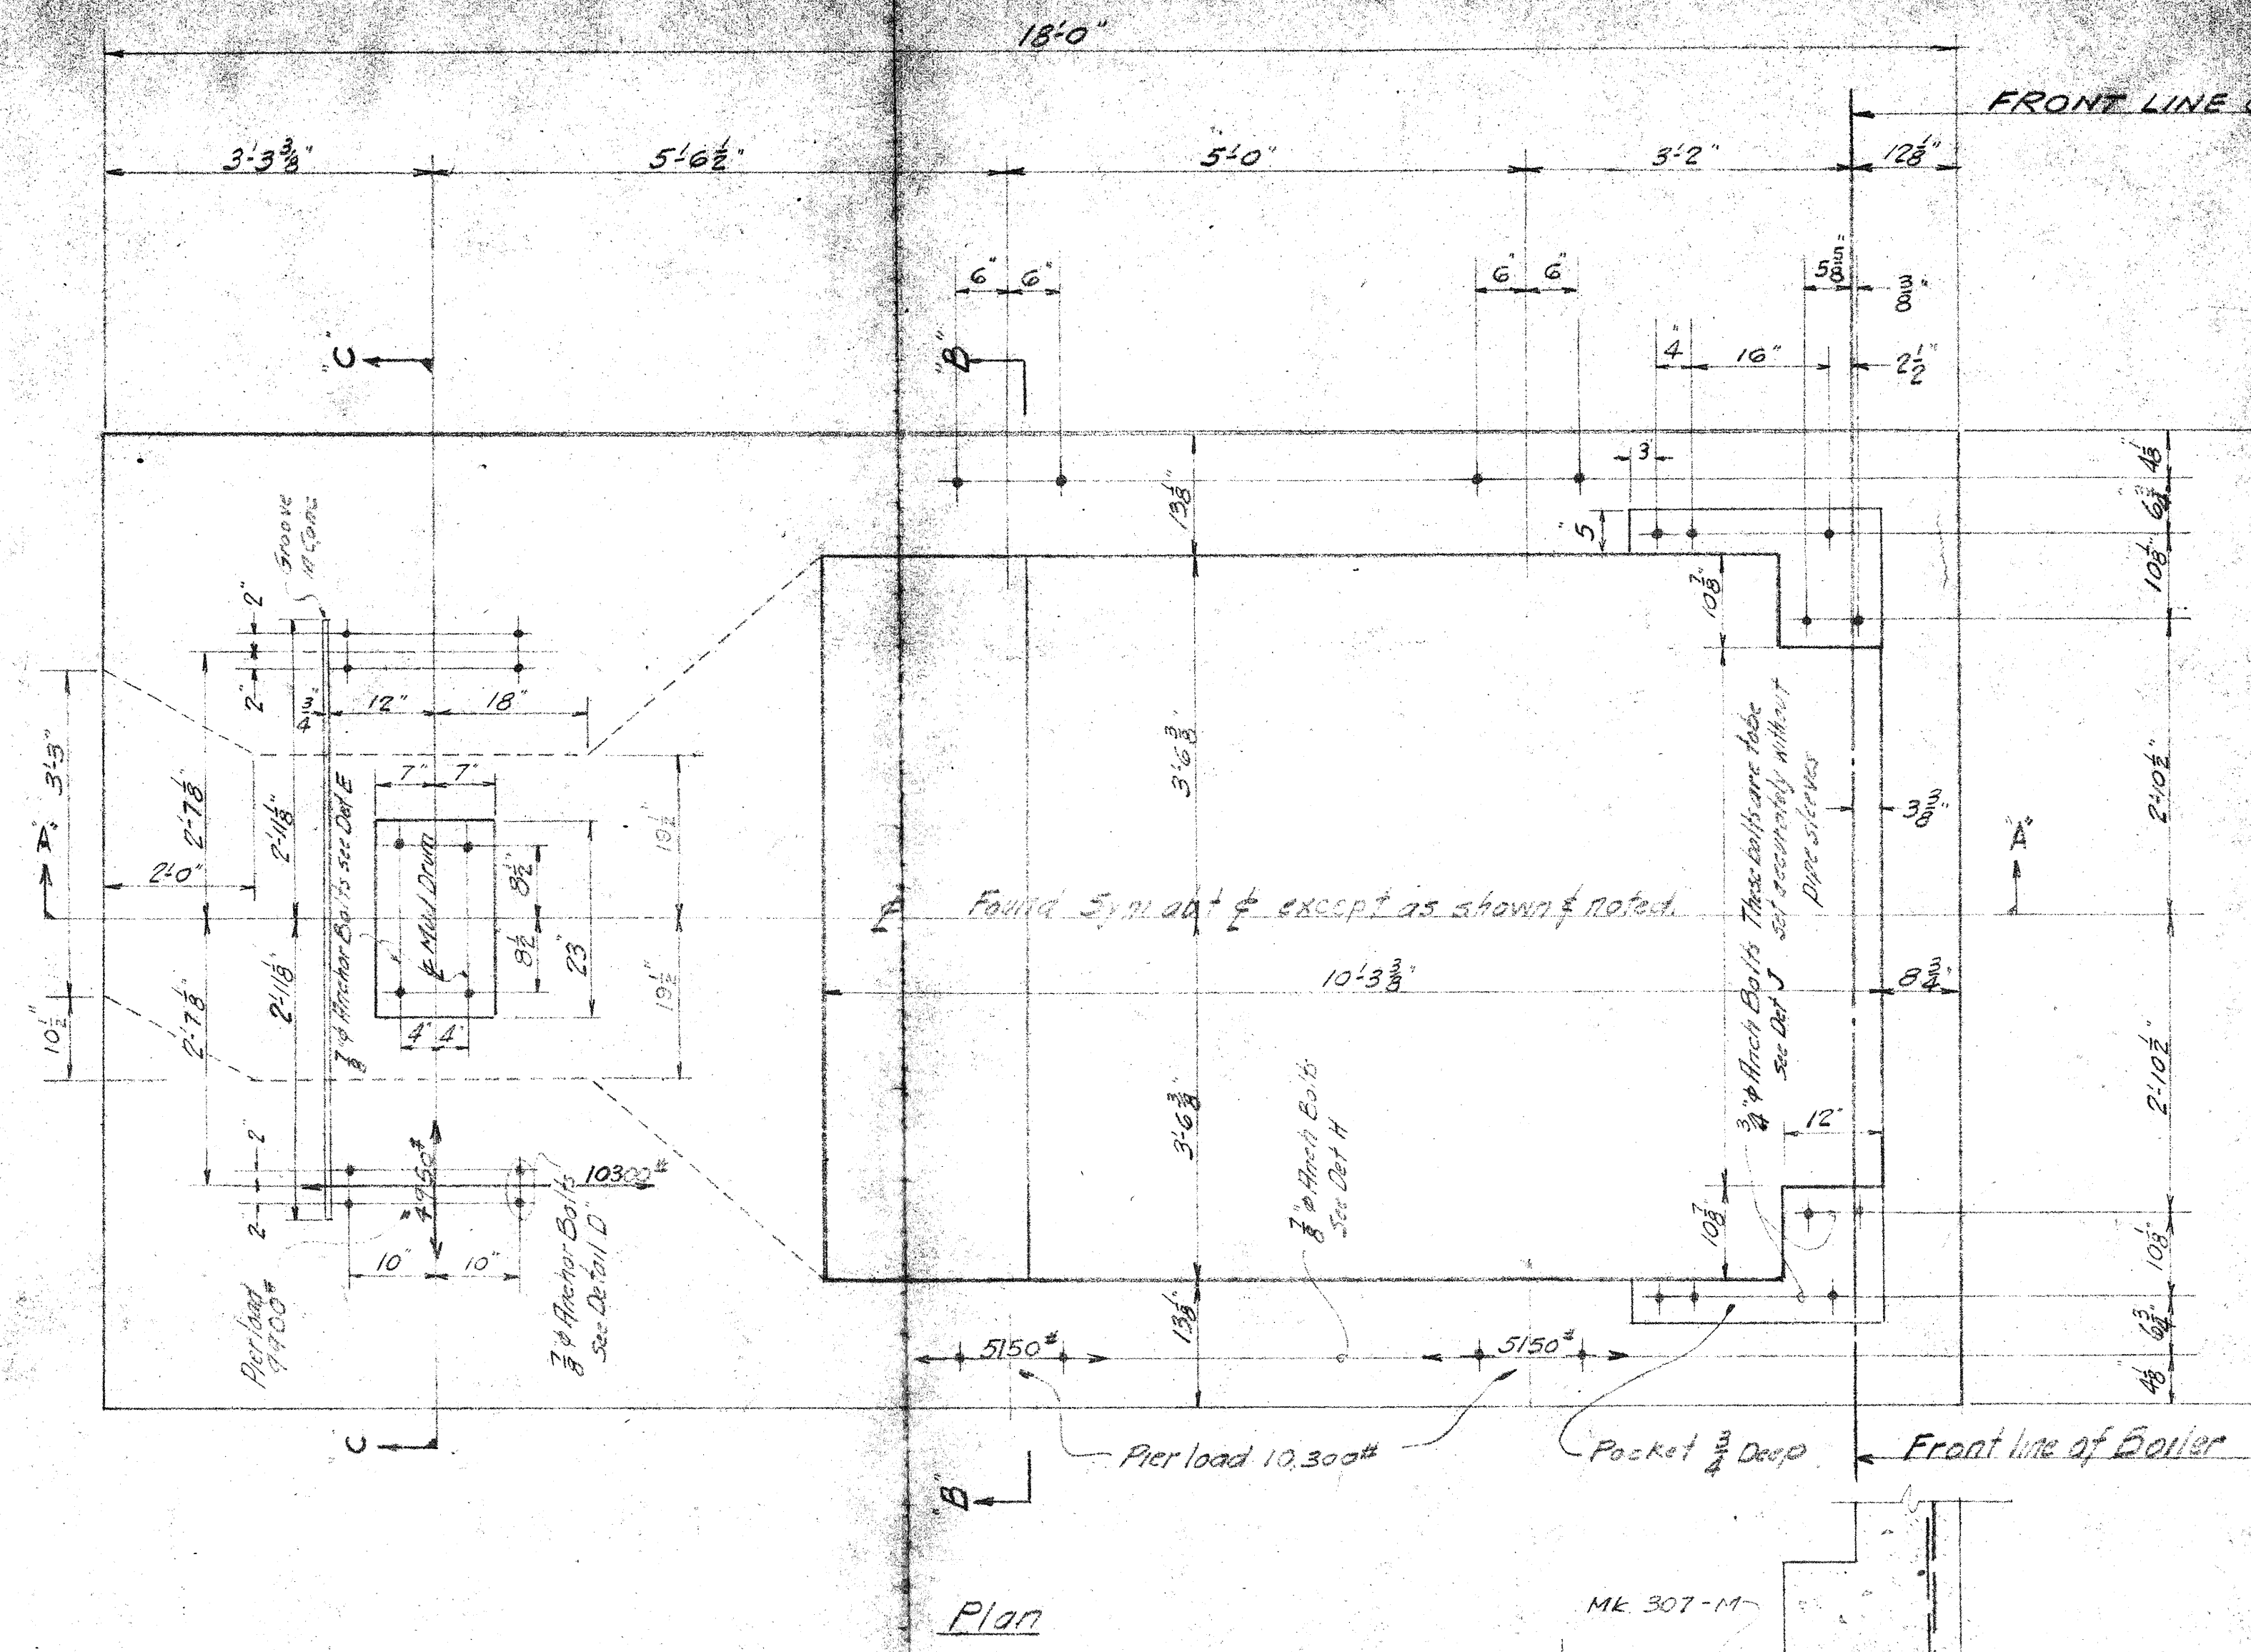 18'-0"
FRONT LINE
3'-3 3/8"
5'-6 1/2"
5'-0"
3'-2"
12 1/8"
6"
6"
6"
6"
5 5/8"
3/8"
"C"
"B"
4"
16"
2 1/2"
3"
4 1/8"
6 3/4"
10 1/8"
13 1/8"
5"
Groove
in Conc
2"
2"
10 7/8"
3/4"
12"
18"
3'-3"
2'-7 1/8"
2'-11 1/8"
7"
7"
19 1/2"
3'-6 3/8"
2'-10 1/2"
3 3/8"
"A"
"A"
2'-0"
7/8" φ Anchor Bolts see Det E
℄ Mud Drum
8 1/2"
8 1/2"
23"
℄ Found Sym abt ℄ except as shown & noted.
3/4" φ Anch Bolts These bolts are to be
see Det J set accurately without
pipe sleeves
10'-3 3/8"
8 3/4"
10 1/2"
2'-7 1/8"
2'-11 1/8"
4"
4"
19 1/2"
3'-6 3/8"
2'-10 1/2"
7/8" φ Anch Bolts
See Det H
12"
2"
2"
4950#
10300#
10"
10"
7/8" φ Anchor Bolts
See Detail "D"
Pier load
9900#
10 7/8"
10 1/8"
6 3/4"
4 1/8"
13 1/8"
5150#
5150#
C
"B"
Pier load 10,300#
Pocket 3/4 Deep
Front line of Boiler
Plan
MK 307-M